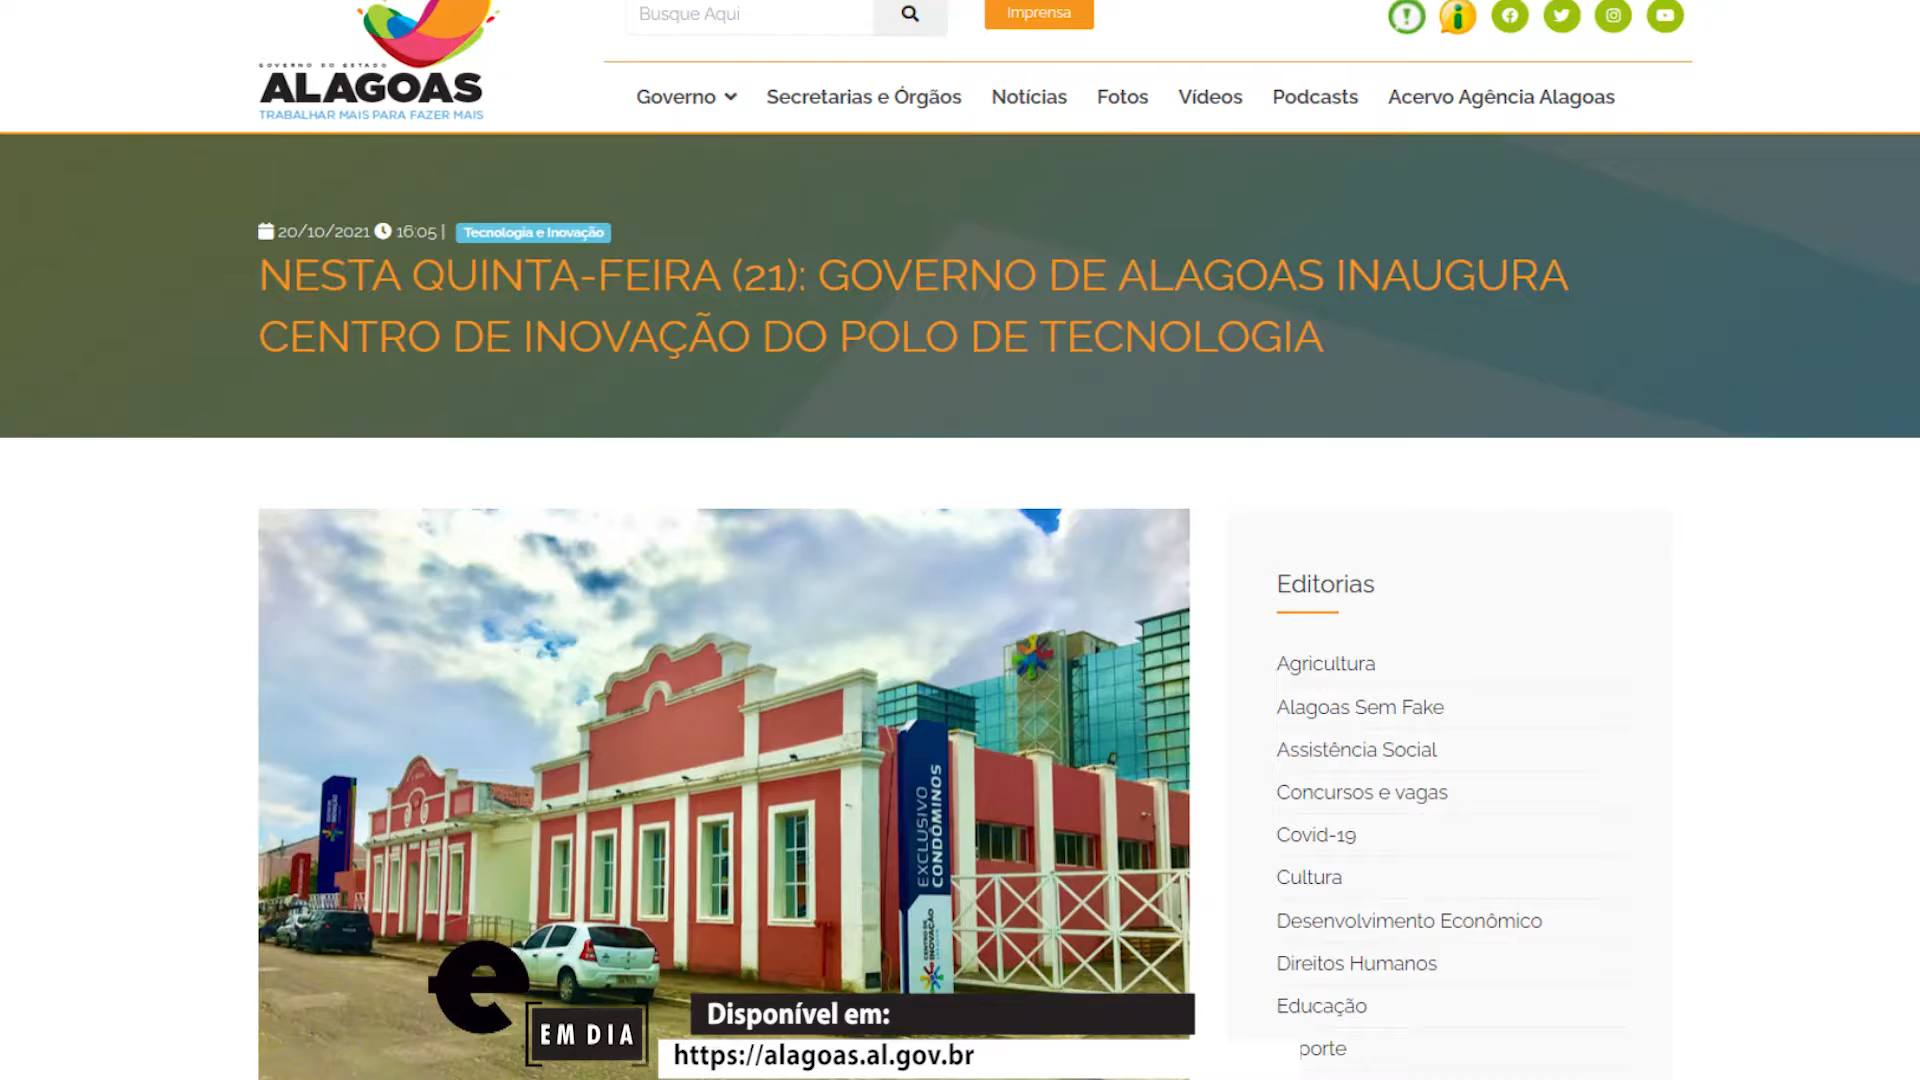 GOVERNO DO ESTADO
ALAGOAS
TRABALHAR MAIS PARA FAZER MAIS
Busque Aqui
Imprensa
Governo
Secretarias e Órgãos
Notícias
Fotos
Vídeos
Podcasts
Acervo Agência Alagoas
20/10/2021 16:05 | Tecnologia e Inovação
NESTA QUINTA-FEIRA (21): GOVERNO DE ALAGOAS INAUGURA
CENTRO DE INOVAÇÃO DO POLO DE TECNOLOGIA
EXCLUSIVO
CONDÔMINOS
CENTRO DE
INOVAÇÃO
Editorias
Agricultura
Alagoas Sem Fake
Assistência Social
Concursos e vagas
Covid-19
Cultura
Desenvolvimento Econômico
Direitos Humanos
Educação
porte
e
EM DIA
Disponível em:
https://alagoas.al.gov.br